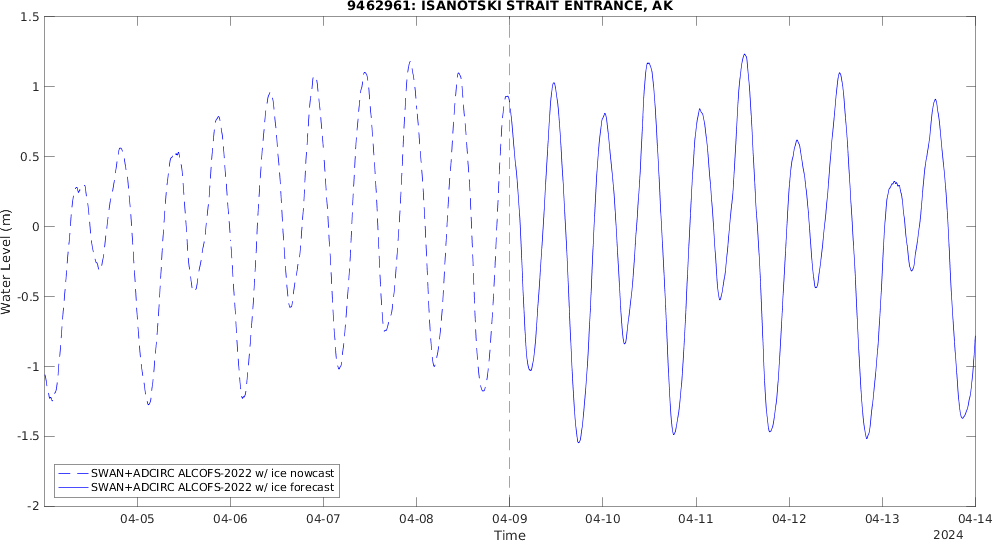 9462961: ISANOTSKI STRAIT ENTRANCE, AK
1.5
1
0.5
0
-0.5
-1
-1.5
-2
Water Level (m)
SWAN+ADCIRC ALCOFS-2022 w/ ice nowcast
SWAN+ADCIRC ALCOFS-2022 w/ ice forecast
04-05 04-06 04-07 04-08 04-09 04-10 04-11 04-12 04-13 04-14
Time
2024